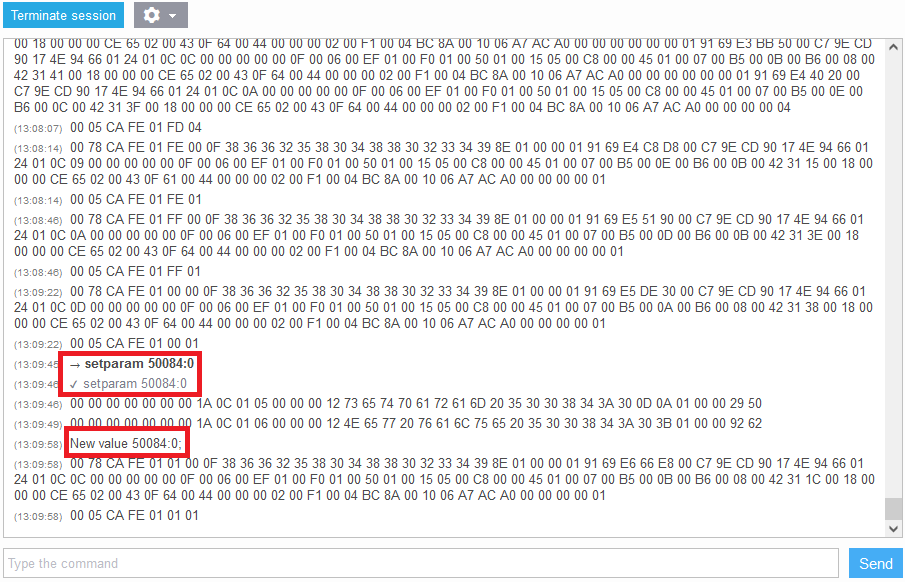 Terminate session
00 18 00 00 00 CE 65 02 00 43 0F 64 00 44 00 00 00 02 00 F1 00 04 BC 8A 00 10 06 A7 AC A0 00 00 00 00 00 01 91 69 E3 BB 50 00 C7 9E CD
90 17 4E 94 66 01 24 01 0C 0C 00 00 00 00 00 0F 00 06 00 EF 01 00 F0 01 00 50 01 00 15 05 00 C8 00 00 45 01 00 07 00 B5 00 0B 00 B6 00 08 00
42 31 41 00 18 00 00 00 CE 65 02 00 43 0F 64 00 44 00 00 00 02 00 F1 00 04 BC 8A 00 10 06 A7 AC A0 00 00 00 00 00 01 91 69 E4 40 20 00
C7 9E CD 90 17 4E 94 66 01 24 01 0C 0A 00 00 00 00 00 0F 00 06 00 EF 01 00 F0 01 00 50 01 00 15 05 00 C8 00 00 45 01 00 07 00 B5 00 0E 00
B6 00 0C 00 42 31 3F 00 18 00 00 00 CE 65 02 00 43 0F 64 00 44 00 00 00 02 00 F1 00 04 BC 8A 00 10 06 A7 AC A0 00 00 00 00 04
(13:08:07) 00 05 CA FE 01 FD 04
(13:08:14) 00 78 CA FE 01 FE 00 0F 38 36 36 32 35 38 30 34 38 38 30 32 33 34 39 8E 01 00 00 01 91 69 E4 C8 D8 00 C7 9E CD 90 17 4E 94 66 01
24 01 0C 09 00 00 00 00 00 0F 00 06 00 EF 01 00 F0 01 00 50 01 00 15 05 00 C8 00 00 45 01 00 07 00 B5 00 0E 00 B6 00 0B 00 42 31 15 00 18 00
00 00 CE 65 02 00 43 0F 61 00 44 00 00 00 02 00 F1 00 04 BC 8A 00 10 06 A7 AC A0 00 00 00 00 01
(13:08:14) 00 05 CA FE 01 FE 01
(13:08:46) 00 78 CA FE 01 FF 00 0F 38 36 36 32 35 38 30 34 38 38 30 32 33 34 39 8E 01 00 00 01 91 69 E5 51 90 00 C7 9E CD 90 17 4E 94 66 01
24 01 0C 0A 00 00 00 00 00 0F 00 06 00 EF 01 00 F0 01 00 50 01 00 15 05 00 C8 00 00 45 01 00 07 00 B5 00 0D 00 B6 00 0B 00 42 31 3E 00 18 00
00 00 CE 65 02 00 43 0F 64 00 44 00 00 00 02 00 F1 00 04 BC 8A 00 10 06 A7 AC A0 00 00 00 00 01
(13:08:46) 00 05 CA FE 01 FF 01
(13:09:22) 00 78 CA FE 01 00 00 0F 38 36 36 32 35 38 30 34 38 38 30 32 33 34 39 8E 01 00 00 01 91 69 E5 DE 30 00 C7 9E CD 90 17 4E 94 66 01
24 01 0C 0D 00 00 00 00 00 0F 00 06 00 EF 01 00 F0 01 00 50 01 00 15 05 00 C8 00 00 45 01 00 07 00 B5 00 0A 00 B6 00 08 00 42 31 38 00 18 00
00 00 CE 65 02 00 43 0F 64 00 44 00 00 00 02 00 F1 00 04 BC 8A 00 10 06 A7 AC A0 00 00 00 00 01
(13:09:22) 00 05 CA FE 01 00 01
(13:09:45) → setparam 50084:0
(13:09:46) ✓ setparam 50084:0
(13:09:46) 00 00 00 00 00 00 00 1A 0C 01 05 00 00 00 12 73 65 74 70 61 72 61 6D 20 35 30 30 38 34 3A 30 0D 0A 01 00 00 29 50
(13:09:49) 00 00 00 00 00 00 00 1A 0C 01 06 00 00 00 12 4E 65 77 20 76 61 6C 75 65 20 35 30 30 38 34 3A 30 3B 01 00 00 92 62
(13:09:58) New value 50084:0;
(13:09:58) 00 78 CA FE 01 01 00 0F 38 36 36 32 35 38 30 34 38 38 30 32 33 34 39 8E 01 00 00 01 91 69 E6 66 E8 00 C7 9E CD 90 17 4E 94 66 01
24 01 0C 0C 00 00 00 00 00 0F 00 06 00 EF 01 00 F0 01 00 50 01 00 15 05 00 C8 00 00 45 01 00 07 00 B5 00 0B 00 B6 00 08 00 42 31 1C 00 18 00
00 00 CE 65 02 00 43 0F 64 00 44 00 00 00 02 00 F1 00 04 BC 8A 00 10 06 A7 AC A0 00 00 00 00 01
(13:09:58) 00 05 CA FE 01 01 01
Type the command
Send